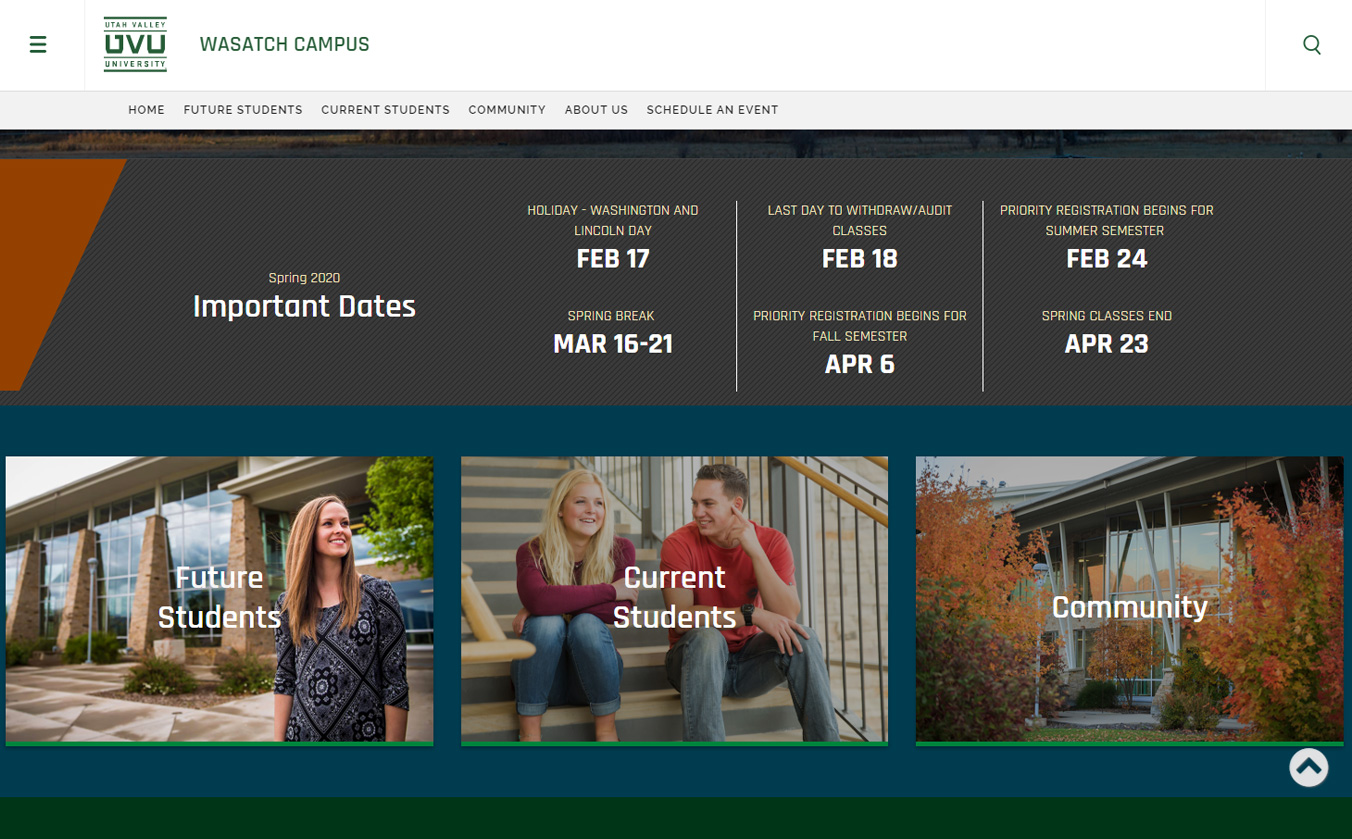 UTAH VALLEY
UVU
UNIVERSITY
WASATCH CAMPUS
HOME FUTURE STUDENTS CURRENT STUDENTS COMMUNITY ABOUT US SCHEDULE AN EVENT
Spring 2020
Important Dates
HOLIDAY - WASHINGTON AND
LINCOLN DAY
FEB 17
LAST DAY TO WITHDRAW/AUDIT
CLASSES
FEB 18
PRIORITY REGISTRATION BEGINS FOR
SUMMER SEMESTER
FEB 24
SPRING BREAK
MAR 16-21
PRIORITY REGISTRATION BEGINS FOR
FALL SEMESTER
APR 6
SPRING CLASSES END
APR 23
Future
Students
Current
Students
Community